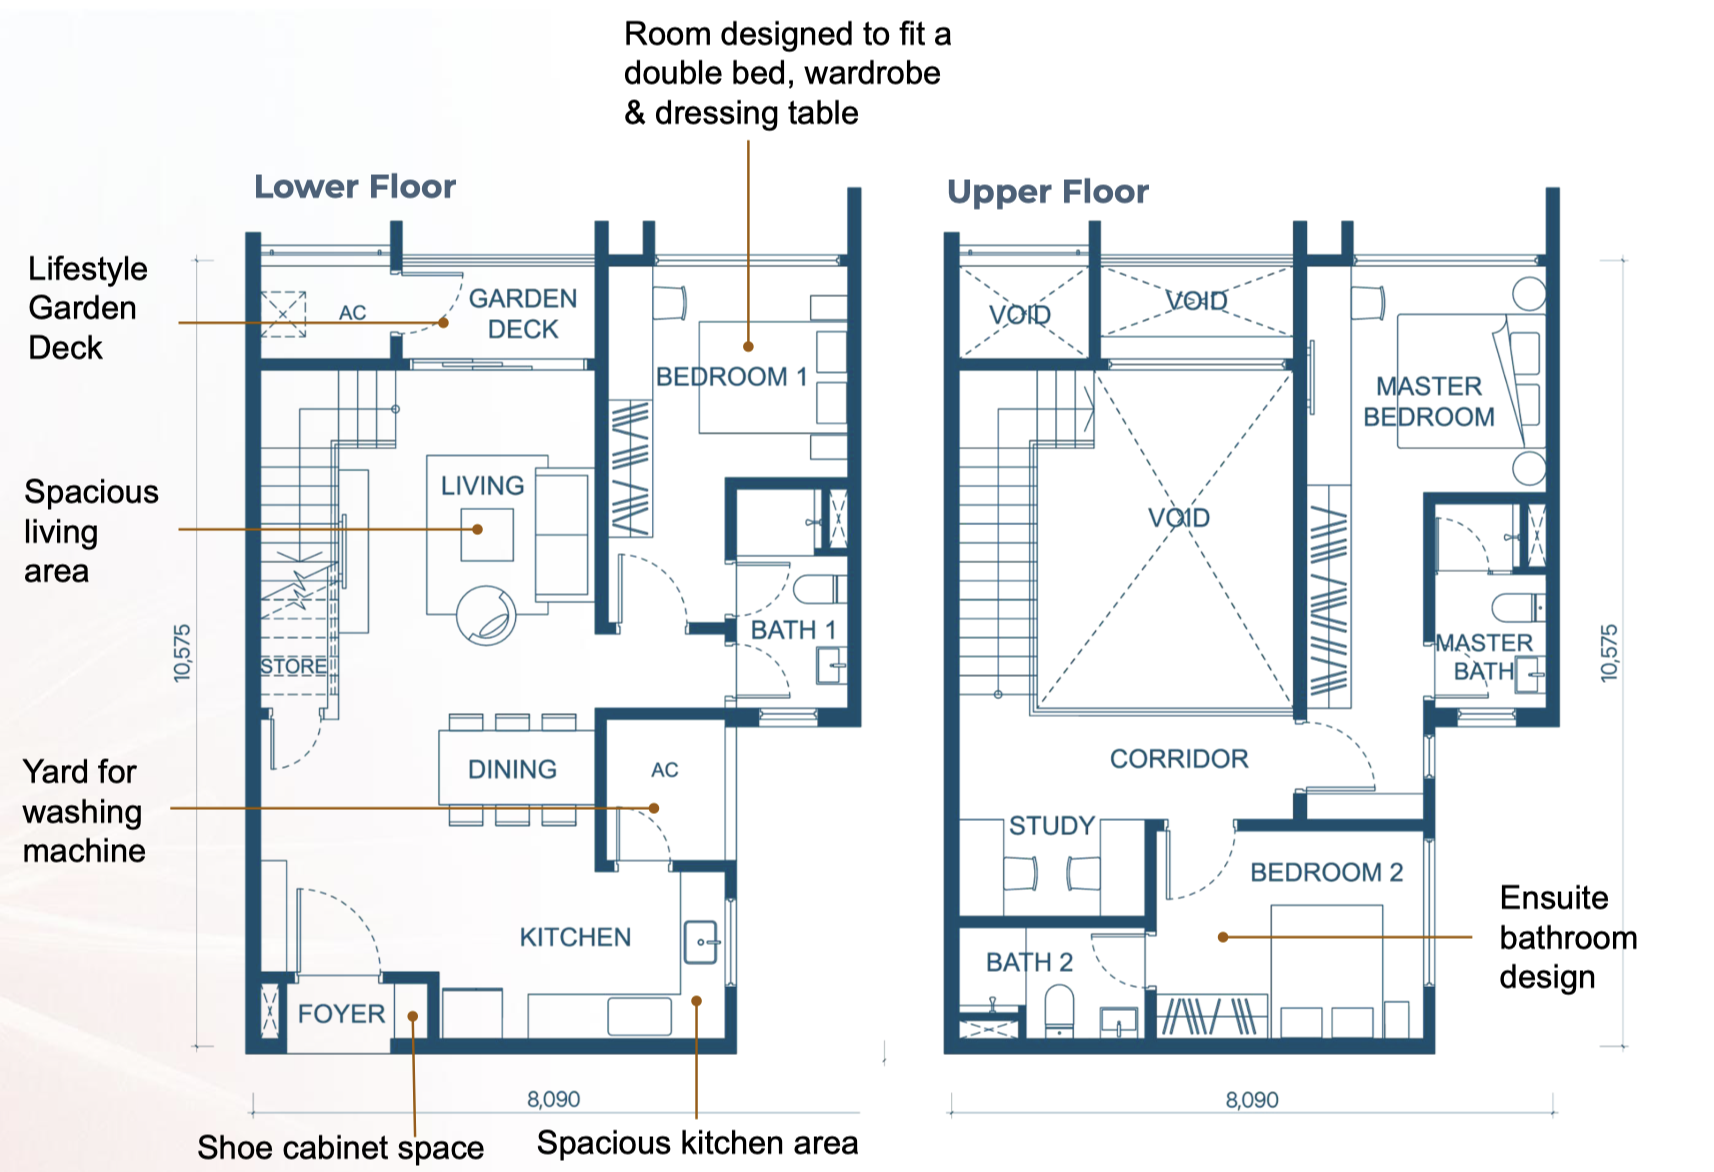 Room designed to fit a
double bed, wardrobe
& dressing table
Lower Floor
Upper Floor
Lifestyle
Garden
Deck
AC
GARDEN
DECK
BEDROOM 1
Spacious
living
area
LIVING
BATH 1
STORE
10,575
Yard for
washing
machine
DINING
AC
KITCHEN
FOYER
8,090
Shoe cabinet space
Spacious kitchen area
VOID
VOID
MASTER
BEDROOM
VOID
MASTER
BATH
10,575
CORRIDOR
STUDY
BEDROOM 2
Ensuite
bathroom
design
BATH 2
8,090